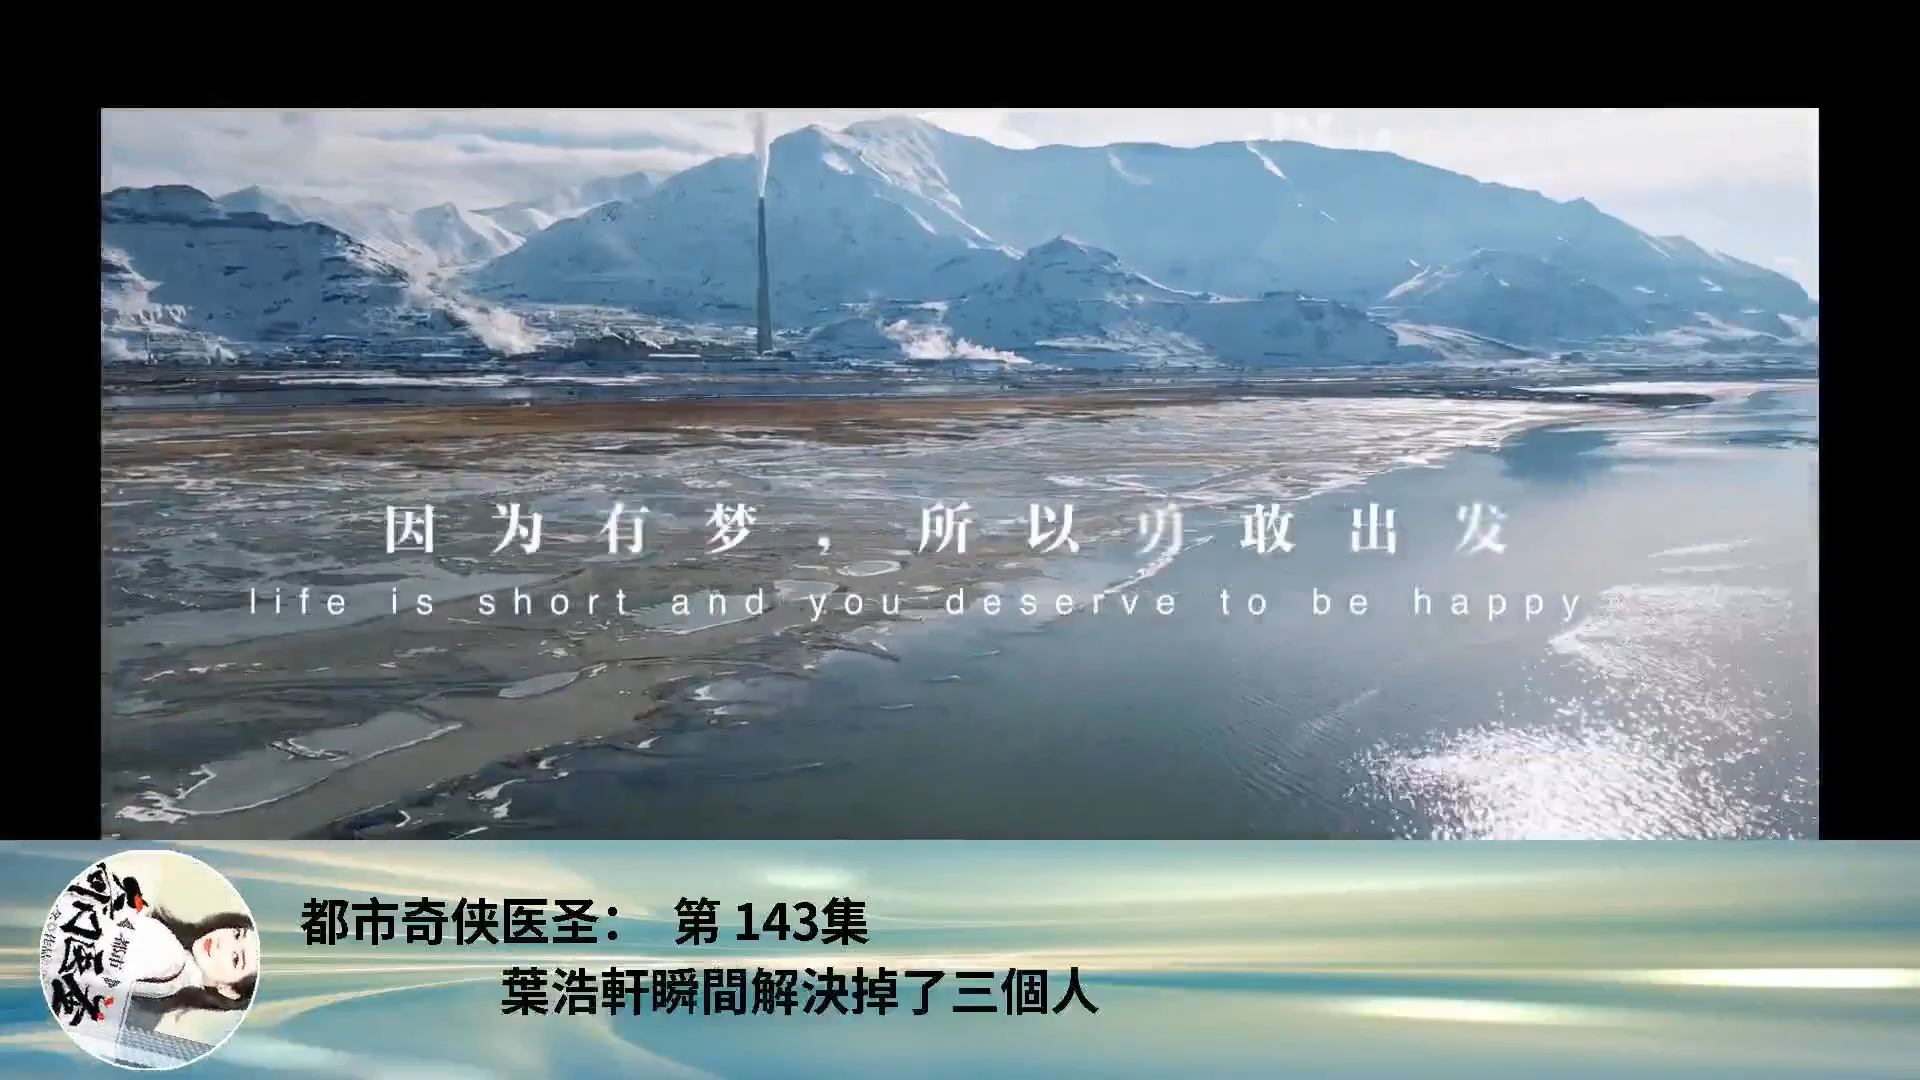 因为有梦，所以勇敢出发
life is short and you deserve to be happy
都市奇侠医圣： 第 143集
葉浩軒瞬間解決掉了三個人